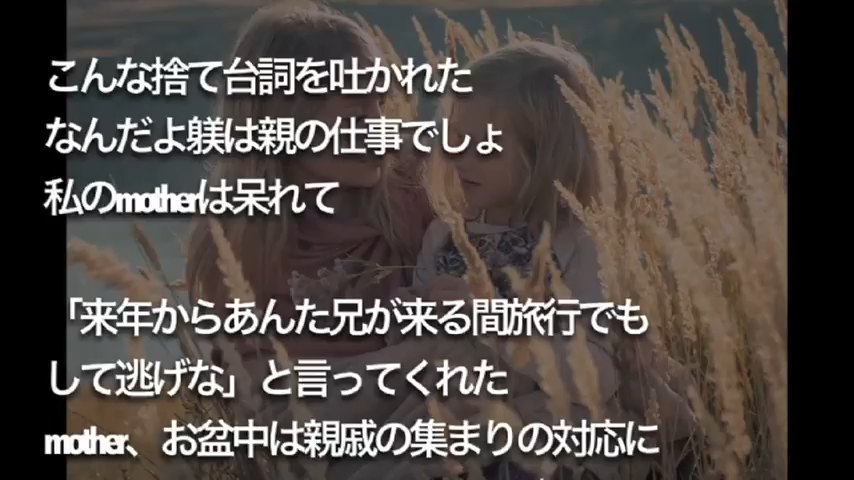 こんな捨て台詞を吐かれた
なんだよ躾は親の仕事でしょ
私のmotherは呆れて
「来年からあんた兄が来る間旅行でも
して逃げな」と言ってくれた
mother、お盆中は親戚の集まりの対応に